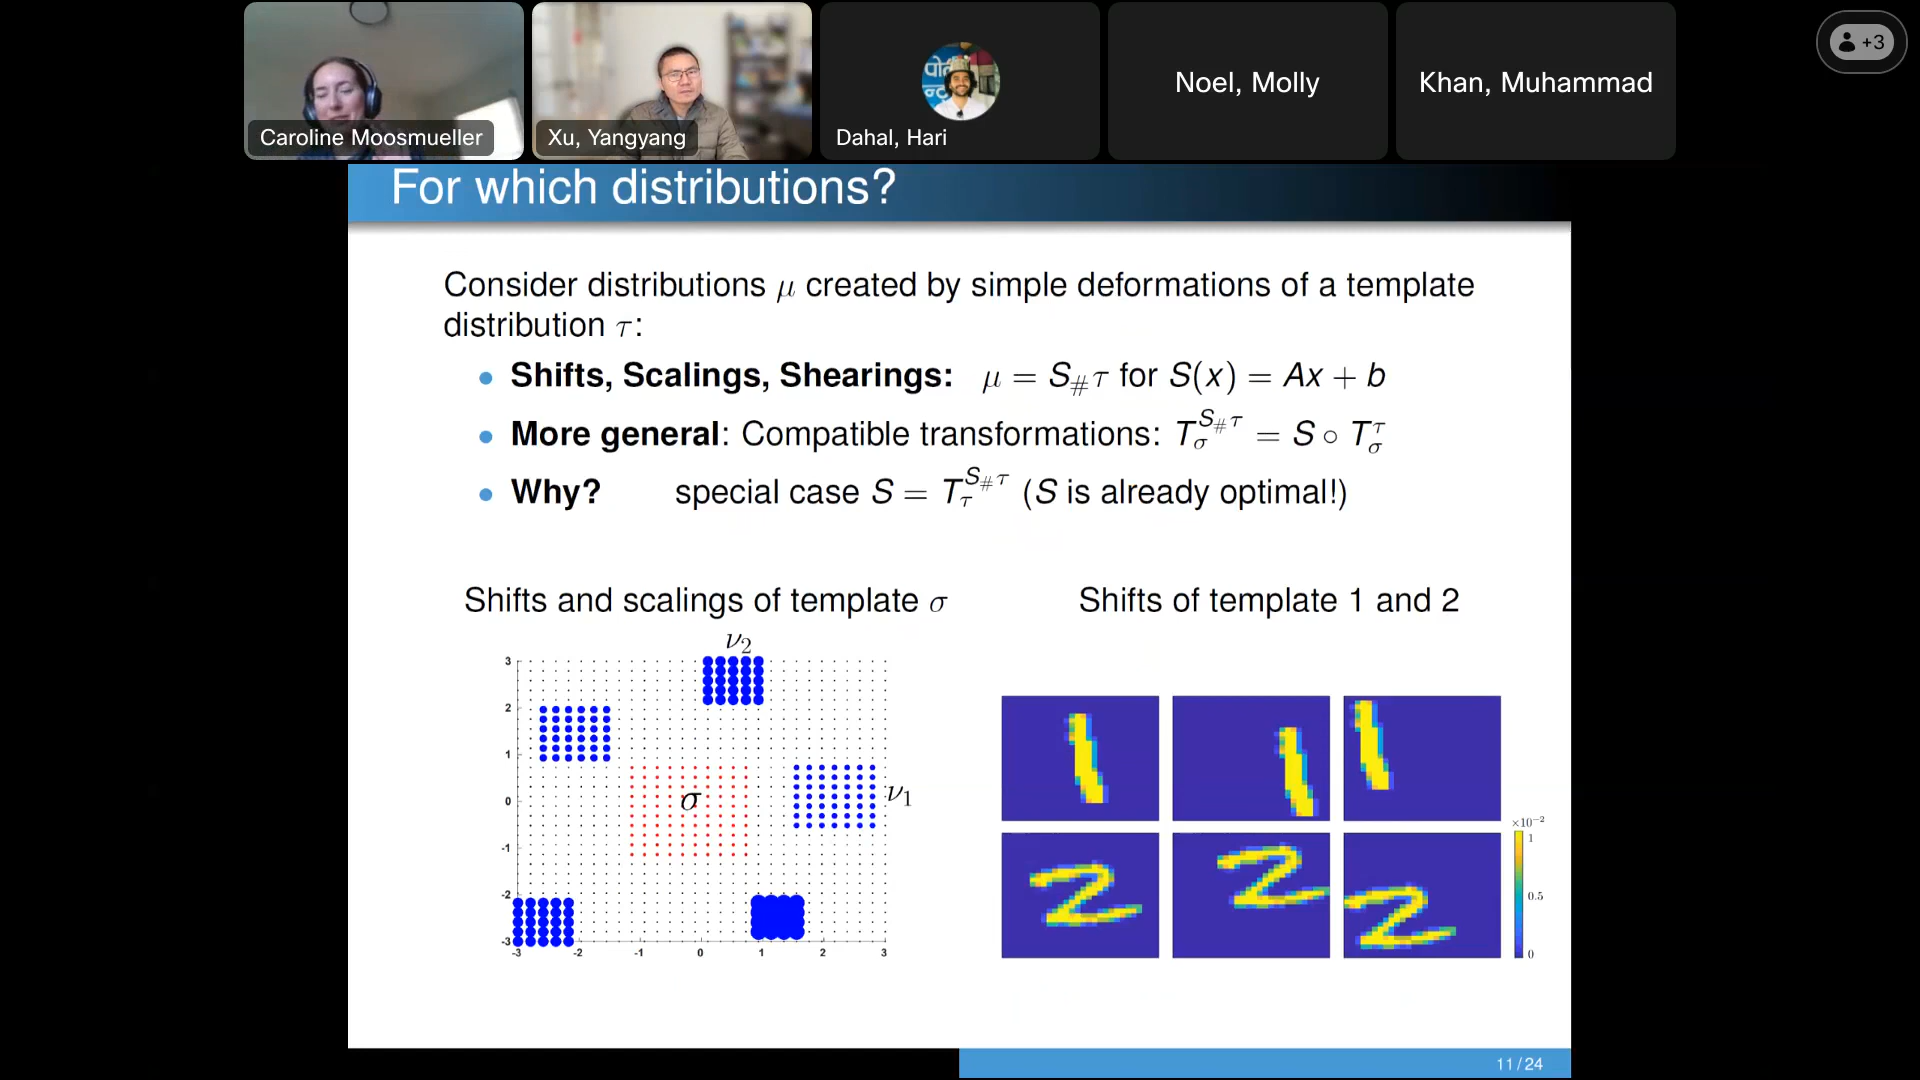 Caroline Moosmueller
Xu, Yangyang
Dahal, Hari
Noel, Molly
Khan, Muhammad
+3
For which distributions?
Consider distributions μ created by simple deformations of a template
distribution τ:
• Shifts, Scalings, Shearings: μ = S#τ for S(x) = Ax + b
• More general: Compatible transformations: T_σ^{S#τ} = S ∘ T_σ^τ
• Why? special case S = T_τ^{S#τ} (S is already optimal!)
Shifts and scalings of template σ
Shifts of template 1 and 2
ν₂
3
2
1
0
-1
-2
-3
σ
ν₁
-3 -2 -1 0 1 2 3
×10⁻²
1
0.5
0
11/24